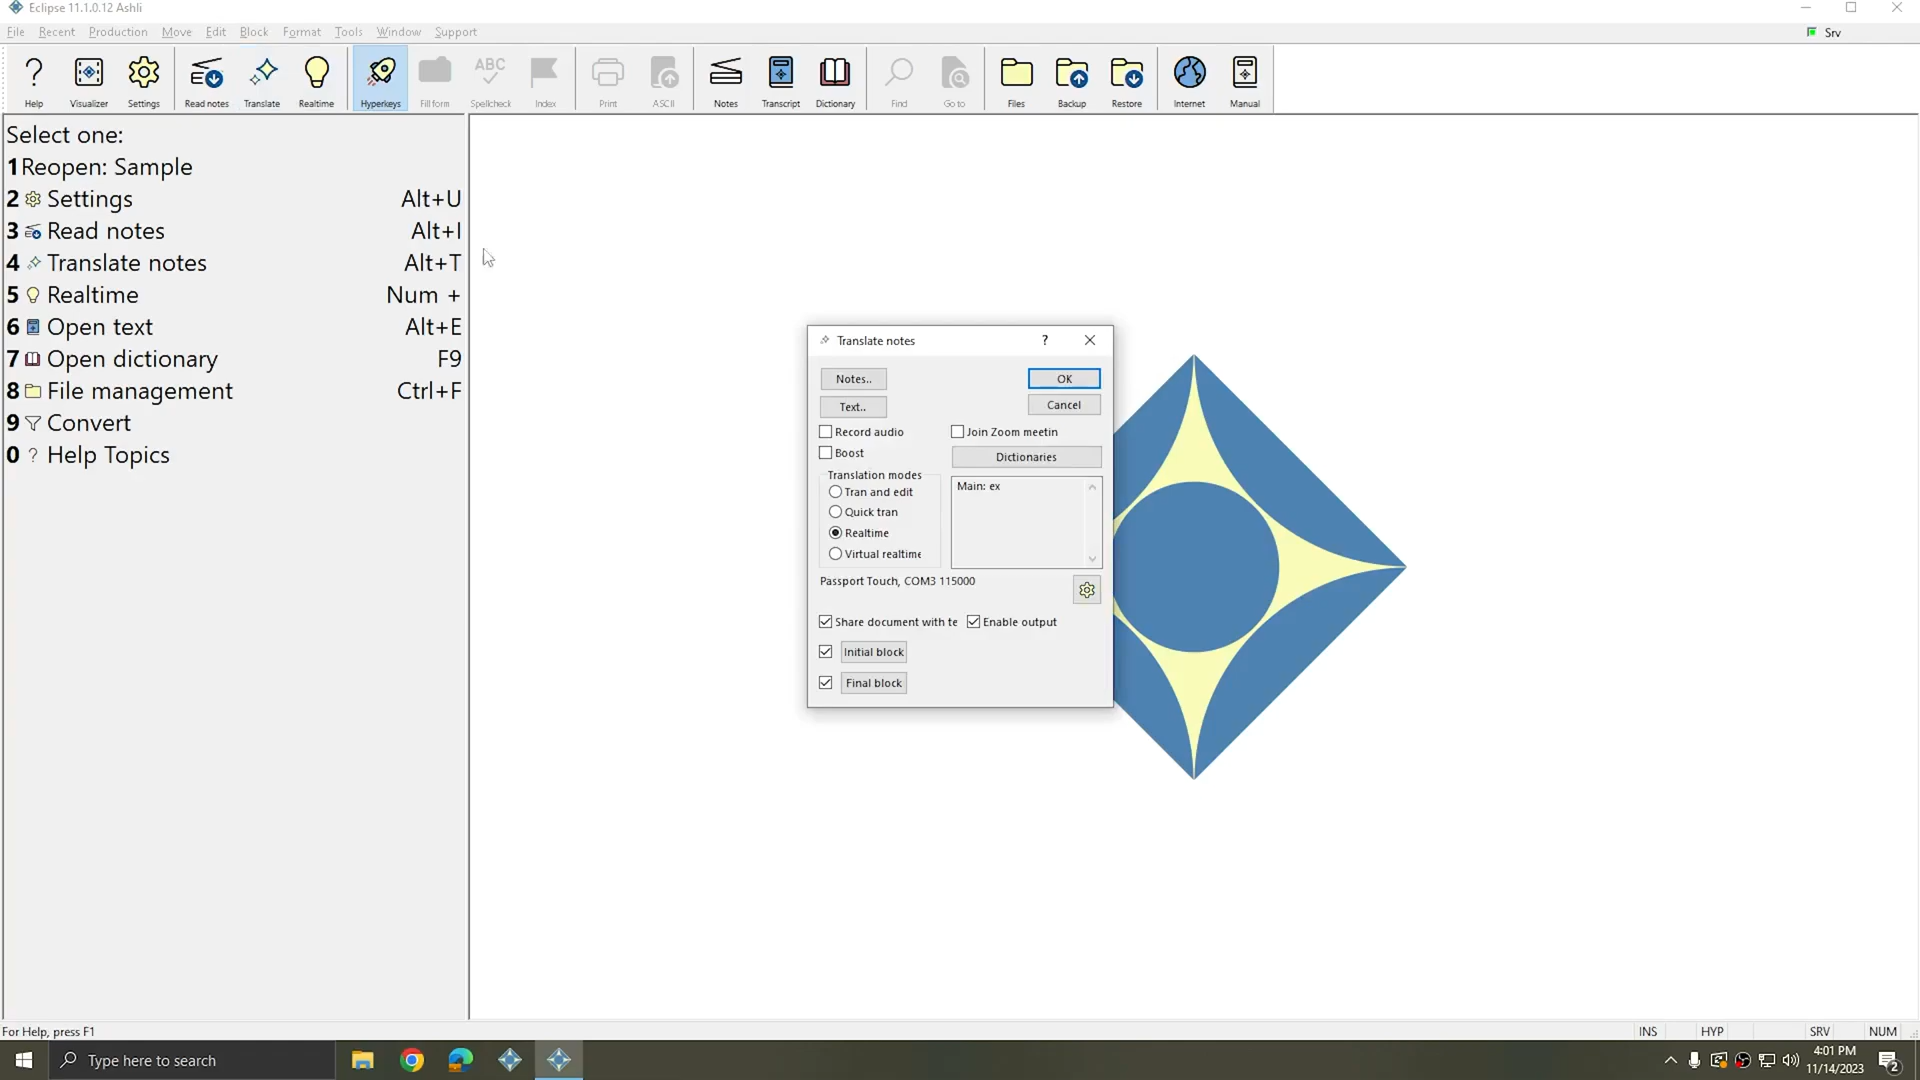 Eclipse 11.1.0.12 Ashli
File Recent Production Move Edit Block Format Tools Window Support
Srv
Help Visualizer Settings Read notes Translate Realtime Hyperkeys Fill form Spellcheck Index Print ASCII Notes Transcript Dictionary Find Go to Files Backup Restore Internet Manual
ABC
Select one:
1Reopen: Sample
2 Settings Alt+U
3 Read notes Alt+I
4 Translate notes Alt+T
5 Realtime Num +
6 Open text Alt+E
7 Open dictionary F9
8 File management Ctrl+F
9 Convert
0 ? Help Topics
Translate notes ?
Notes.. OK
Text.. Cancel
Record audio Join Zoom meetin
Boost Dictionaries
Translation modes
Tran and edit Main: ex
Quick tran
Realtime
Virtual realtime
Passport Touch, COM3 115000
Share document with te Enable output
Initial block
Final block
For Help, press F1 INS HYP SRV NUM
Type here to search
4:01 PM
11/14/2023
2